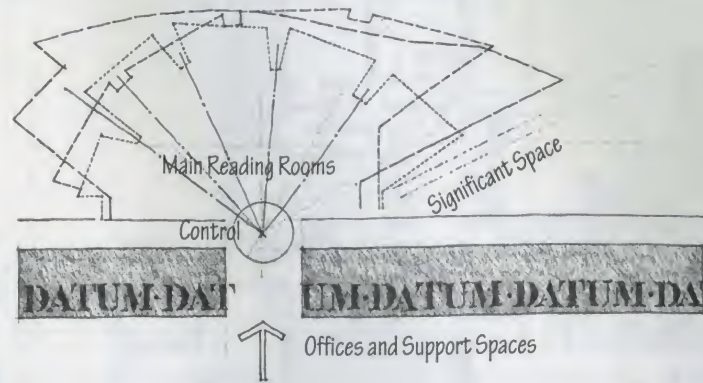 Main Reading Rooms
Significant Space
Control
DATUM·DAT UM·DATUM·DATUM·DA
Offices and Support Spaces